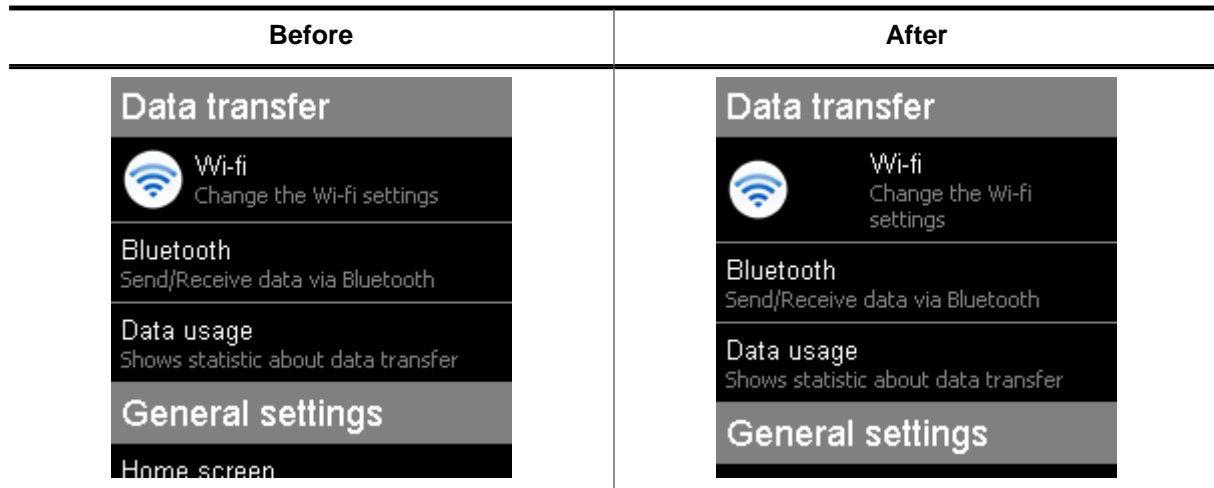 Before
After
Data transfer
Wi-fi
Change the Wi-fi settings
Bluetooth
Send/Receive data via Bluetooth
Data usage
Shows statistic about data transfer
General settings
Home screen
Data transfer
Wi-fi
Change the Wi-fi
settings
Bluetooth
Send/Receive data via Bluetooth
Data usage
Shows statistic about data transfer
General settings